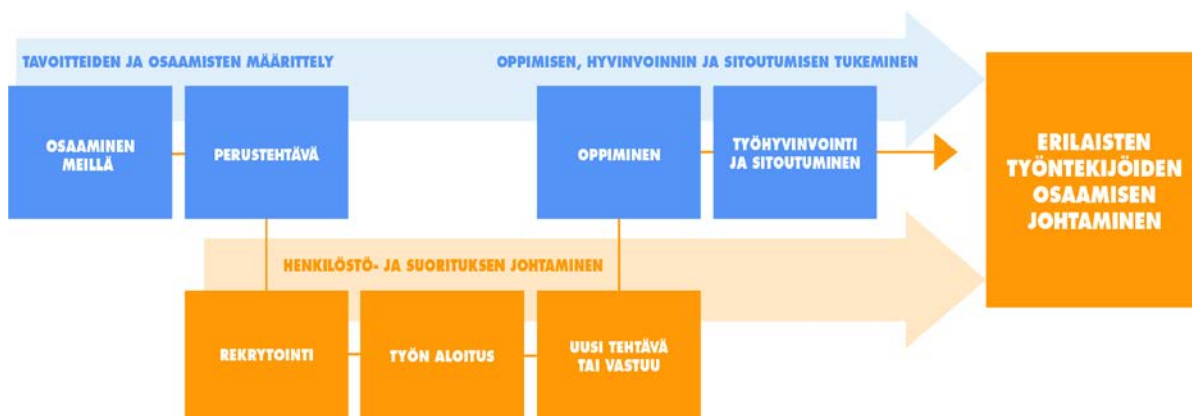 TAVOITTEIDEN JA OSAAMISTEN MÄÄRITTELY
OPPIMISEN, HYVINVOINNIN JA SITOUTUMISEN TUKEMINEN
OSAAMINEN
MEILLÄ
PERUSTEHTÄVÄ
OPPIMINEN
TYÖHYVINVOINTI
JA SITOUTUMINEN
ERILAISTEN
TYÖNTEKIJÖIDEN
OSAAMISEN
JOHTAMINEN
HENKILÖSTÖ- JA SUORITUKSEN JOHTAMINEN
REKRYTOINTI
TYÖN ALOITUS
UUSI TEHTÄVÄ
TAI VASTUU